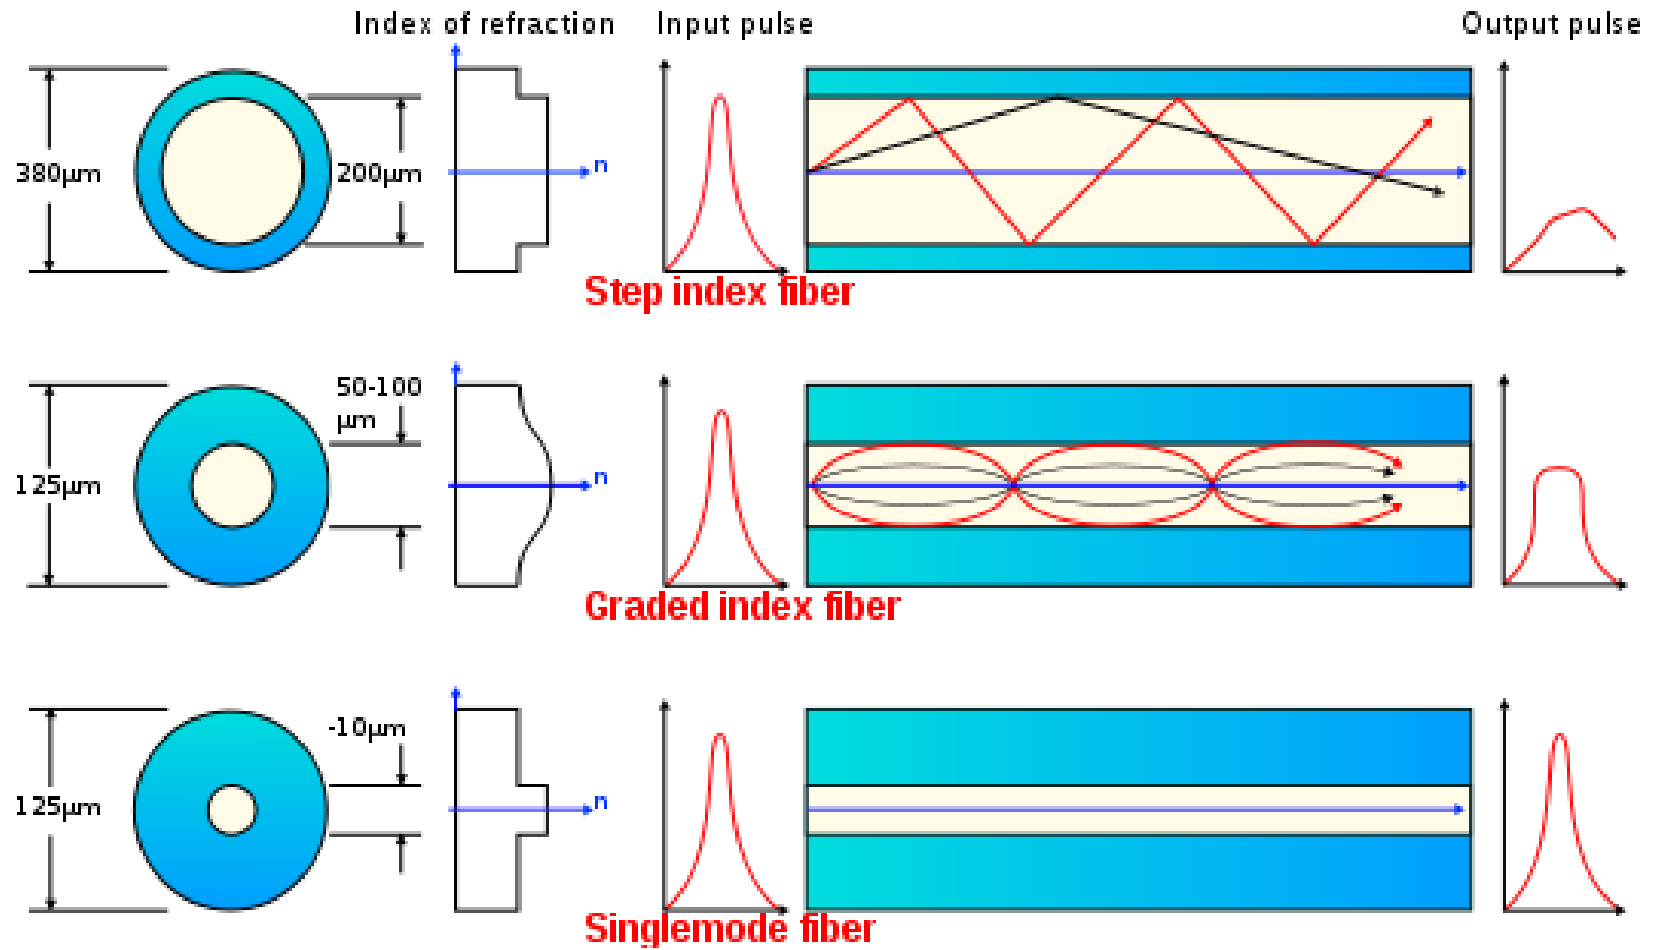 Index of refraction Input pulse Output pulse
380µm 200µm n
Step index fiber
50-100
µm
125µm n
Graded index fiber
-10µm
125µm n
Singlemode fiber